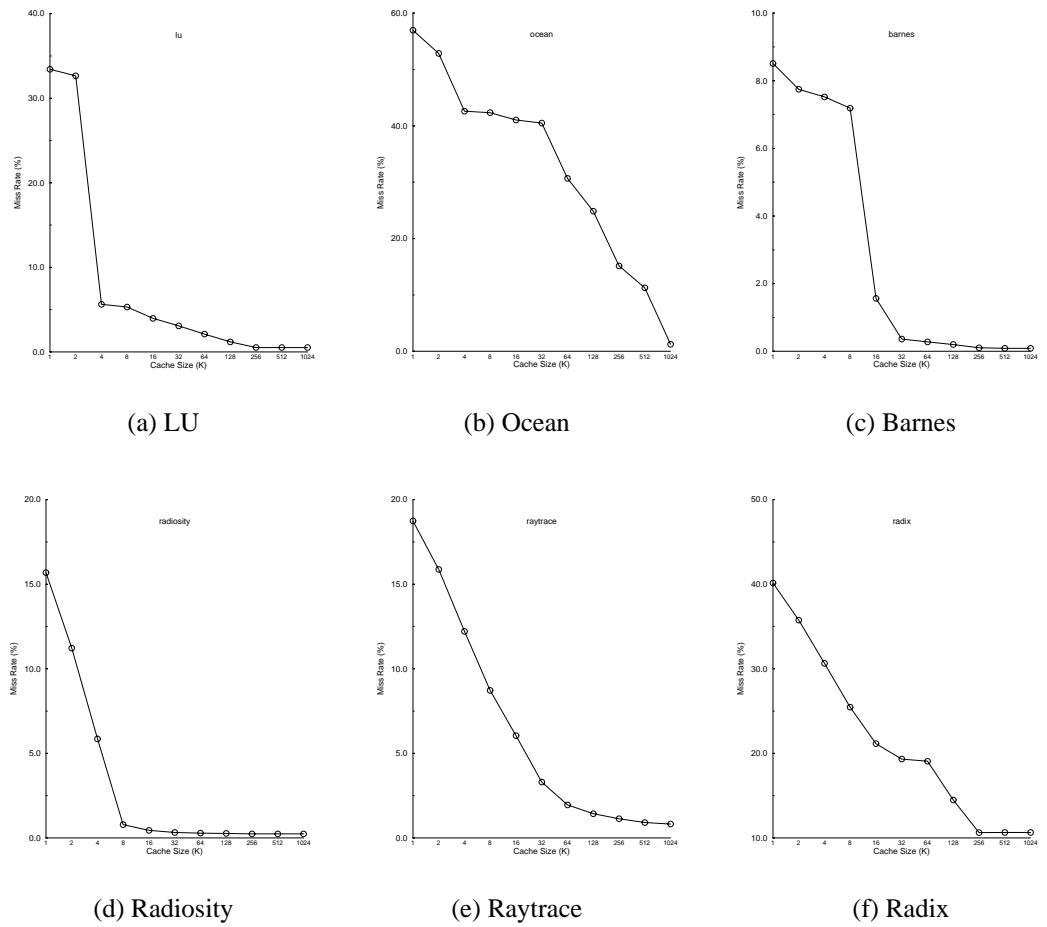 lu
40.0
30.0
20.0
10.0
0.0
Miss Rate (%)
1 2 4 8 16 32 64 128 256 512 1024
Cache Size (K)
(a) LU
ocean
60.0
40.0
20.0
0.0
Miss Rate (%)
1 2 4 8 16 32 64 128 256 512 1024
Cache Size (K)
(b) Ocean
barnes
10.0
8.0
6.0
4.0
2.0
0.0
Miss Rate (%)
1 2 4 8 16 32 64 128 256 512 1024
Cache Size (K)
(c) Barnes
radiosity
20.0
15.0
10.0
5.0
0.0
Miss Rate (%)
1 2 4 8 16 32 64 128 256 512 1024
Cache Size (K)
(d) Radiosity
raytrace
20.0
15.0
10.0
5.0
0.0
Miss Rate (%)
1 2 4 8 16 32 64 128 256 512 1024
Cache Size (K)
(e) Raytrace
radix
50.0
40.0
30.0
20.0
10.0
Miss Rate (%)
1 2 4 8 16 32 64 128 256 512 1024
Cache Size (K)
(f) Radix